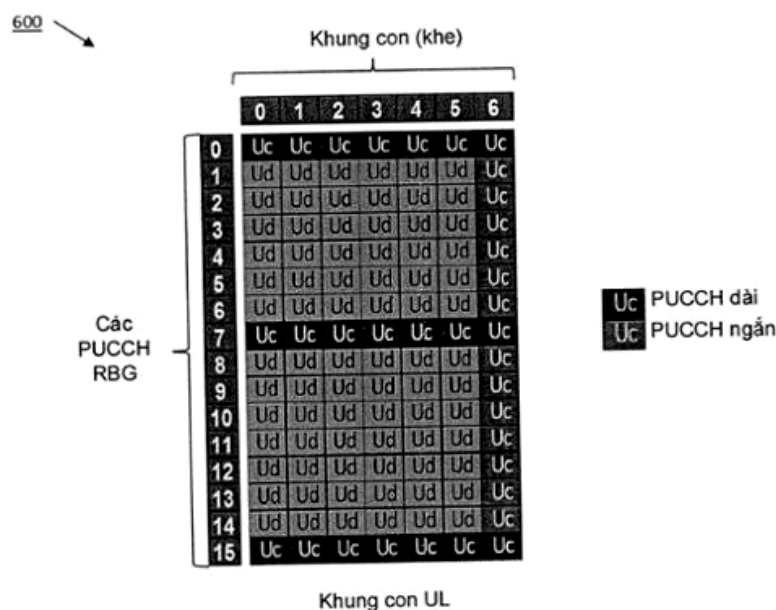 600
Khung con (khe)
0 1 2 3 4 5 6
0 Uc Uc Uc Uc Uc Uc Uc
1 Ud Ud Ud Ud Ud Ud Uc
2 Ud Ud Ud Ud Ud Ud Uc
3 Ud Ud Ud Ud Ud Ud Uc
4 Ud Ud Ud Ud Ud Ud Uc
5 Ud Ud Ud Ud Ud Ud Uc
6 Ud Ud Ud Ud Ud Ud Uc
7 Uc Uc Uc Uc Uc Uc Uc
8 Ud Ud Ud Ud Ud Ud Uc
9 Ud Ud Ud Ud Ud Ud Uc
10 Ud Ud Ud Ud Ud Ud Uc
11 Ud Ud Ud Ud Ud Ud Uc
12 Ud Ud Ud Ud Ud Ud Uc
13 Ud Ud Ud Ud Ud Ud Uc
14 Ud Ud Ud Ud Ud Ud Uc
15 Uc Uc Uc Uc Uc Uc Uc
Các
PUCCH
RBG
Uc PUCCH dài
Uc PUCCH ngắn
Khung con UL